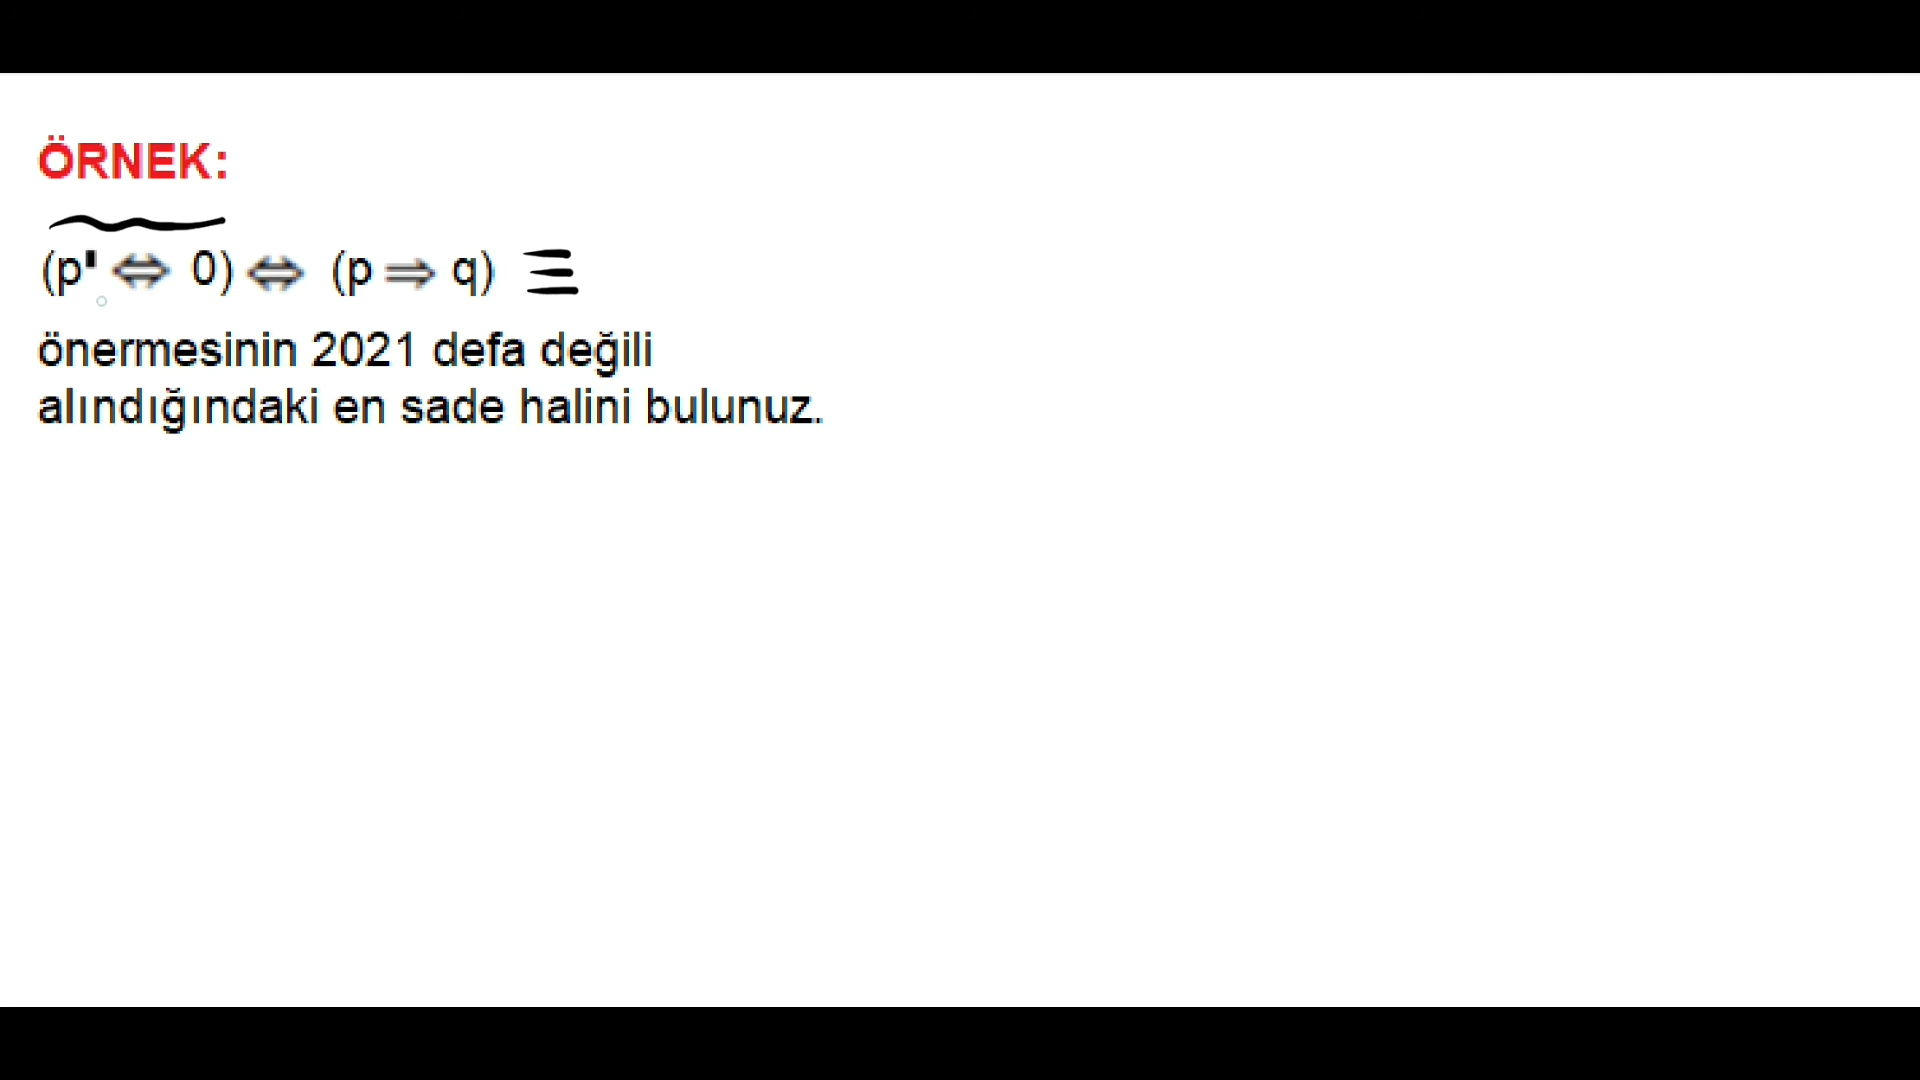 ÖRNEK:
(p' ⇔ 0) ⇔ (p ⇒ q) ≡
önermesinin 2021 defa değili
alındığındaki en sade halini bulunuz.